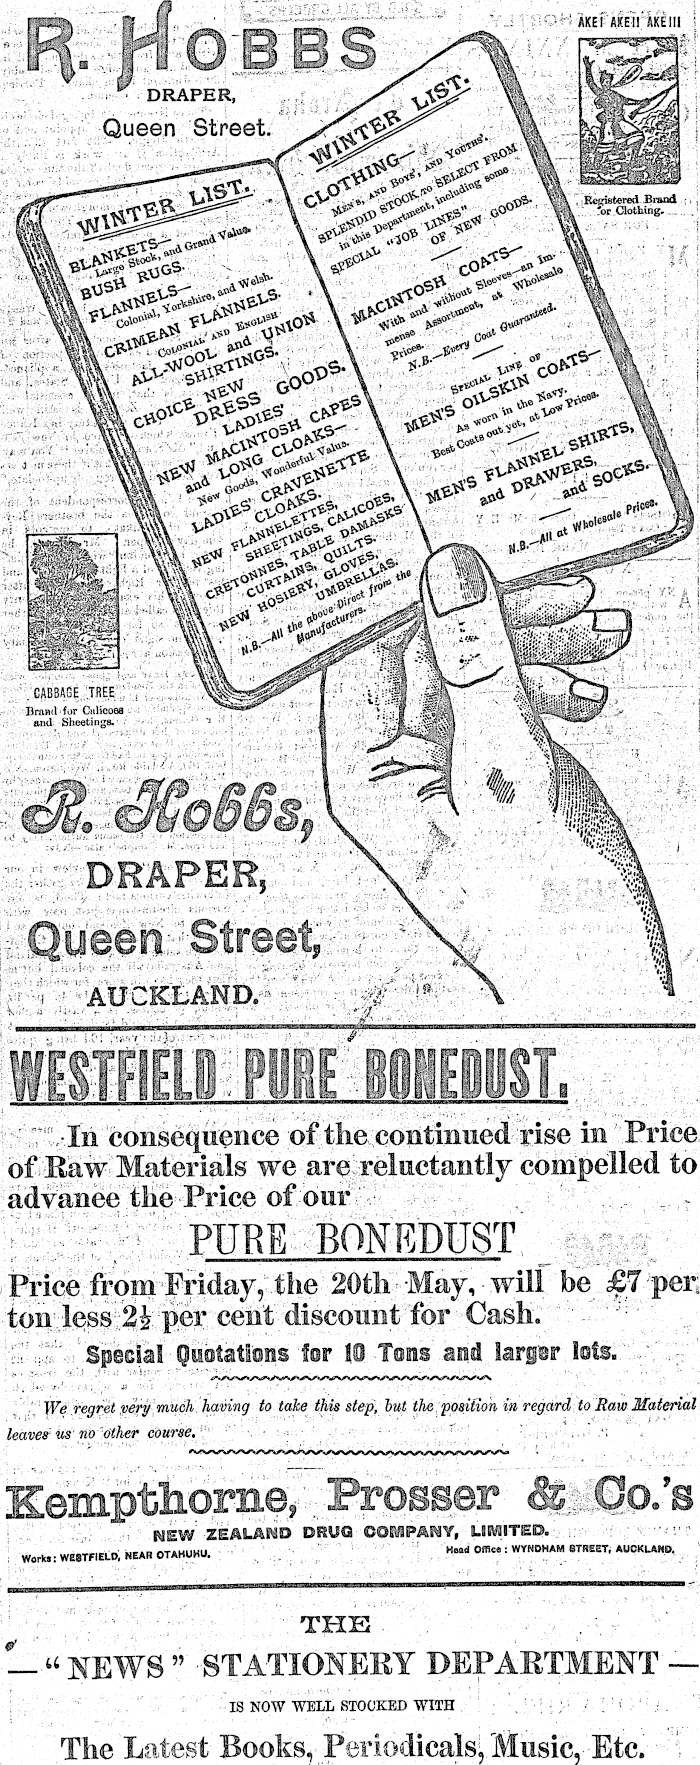 R. HOBBS
DRAPER,
Queen Street.
AKE! AKE!! AKE!!!
Registered Brand
or Clothing.
WINTER LIST.
BLANKETS—
Large Stock, and Grand Value.
BUSH RUGS.
FLANNELS—
Colonial, Yorkshire, and Welsh.
CRIMEAN FLANNELS.
COLONIAL AND ENGLISH
ALL-WOOL and UNION
SHIRTINGS.
CHOICE NEW
DRESS GOODS.
LADIES'
NEW MACINTOSH CAPES
and LONG CLOAKS—
New Goods, Wonderful Value.
LADIES' CRAVENETTE
CLOAKS.
NEW FLANNELETTES,
SHEETINGS, CALICOES,
CRETONNES, TABLE DAMASKS
CURTAINS, QUILTS.
NEW HOSIERY, GLOVES,
UMBRELLAS.
N.B.—All the above Direct from the
Manufacturers.
WINTER LIST.
CLOTHING—
MEN'S, AND BOYS', AND YOUTHS'.
SPLENDID STOCK TO SELECT FROM
in this Department, including some
SPECIAL "JOB LINES"
OF NEW GOODS.
MACINTOSH COATS—
With and without Sleeves—an Im-
mense Assortment, at Wholesale
Prices.
N.B.—Every Coat Guaranteed.
SPECIAL LINE OF
MEN'S OILSKIN COATS—
As worn in the Navy.
Best Coats out yet, at Low Prices.
MEN'S FLANNEL SHIRTS,
and DRAWERS,
and SOCKS.
N.B.—All at Wholesale Prices.
CABBAGE TREE
Brand for Calicoes
and Sheetings.
R. Hobbs,
DRAPER,
Queen Street,
AUCKLAND.
WESTFIELD PURE BONEDUST.
In consequence of the continued rise in Price
of Raw Materials we are reluctantly compelled to
advance the Price of our
PURE BONEDUST
Price from Friday, the 20th May, will be £7 per
ton less 2½ per cent discount for Cash.
Special Quotations for 10 Tons and larger lots.
We regret very much having to take this step, but the position in regard to Raw Material
leaves us no other course.
Kempthorne, Prosser & Co.'s
NEW ZEALAND DRUG COMPANY, LIMITED.
Works: WESTFIELD, NEAR OTAHUHU.
Head Office: WYNDHAM STREET, AUCKLAND.
THE
— "NEWS" STATIONERY DEPARTMENT —
IS NOW WELL STOCKED WITH
The Latest Books, Periodicals, Music, Etc.